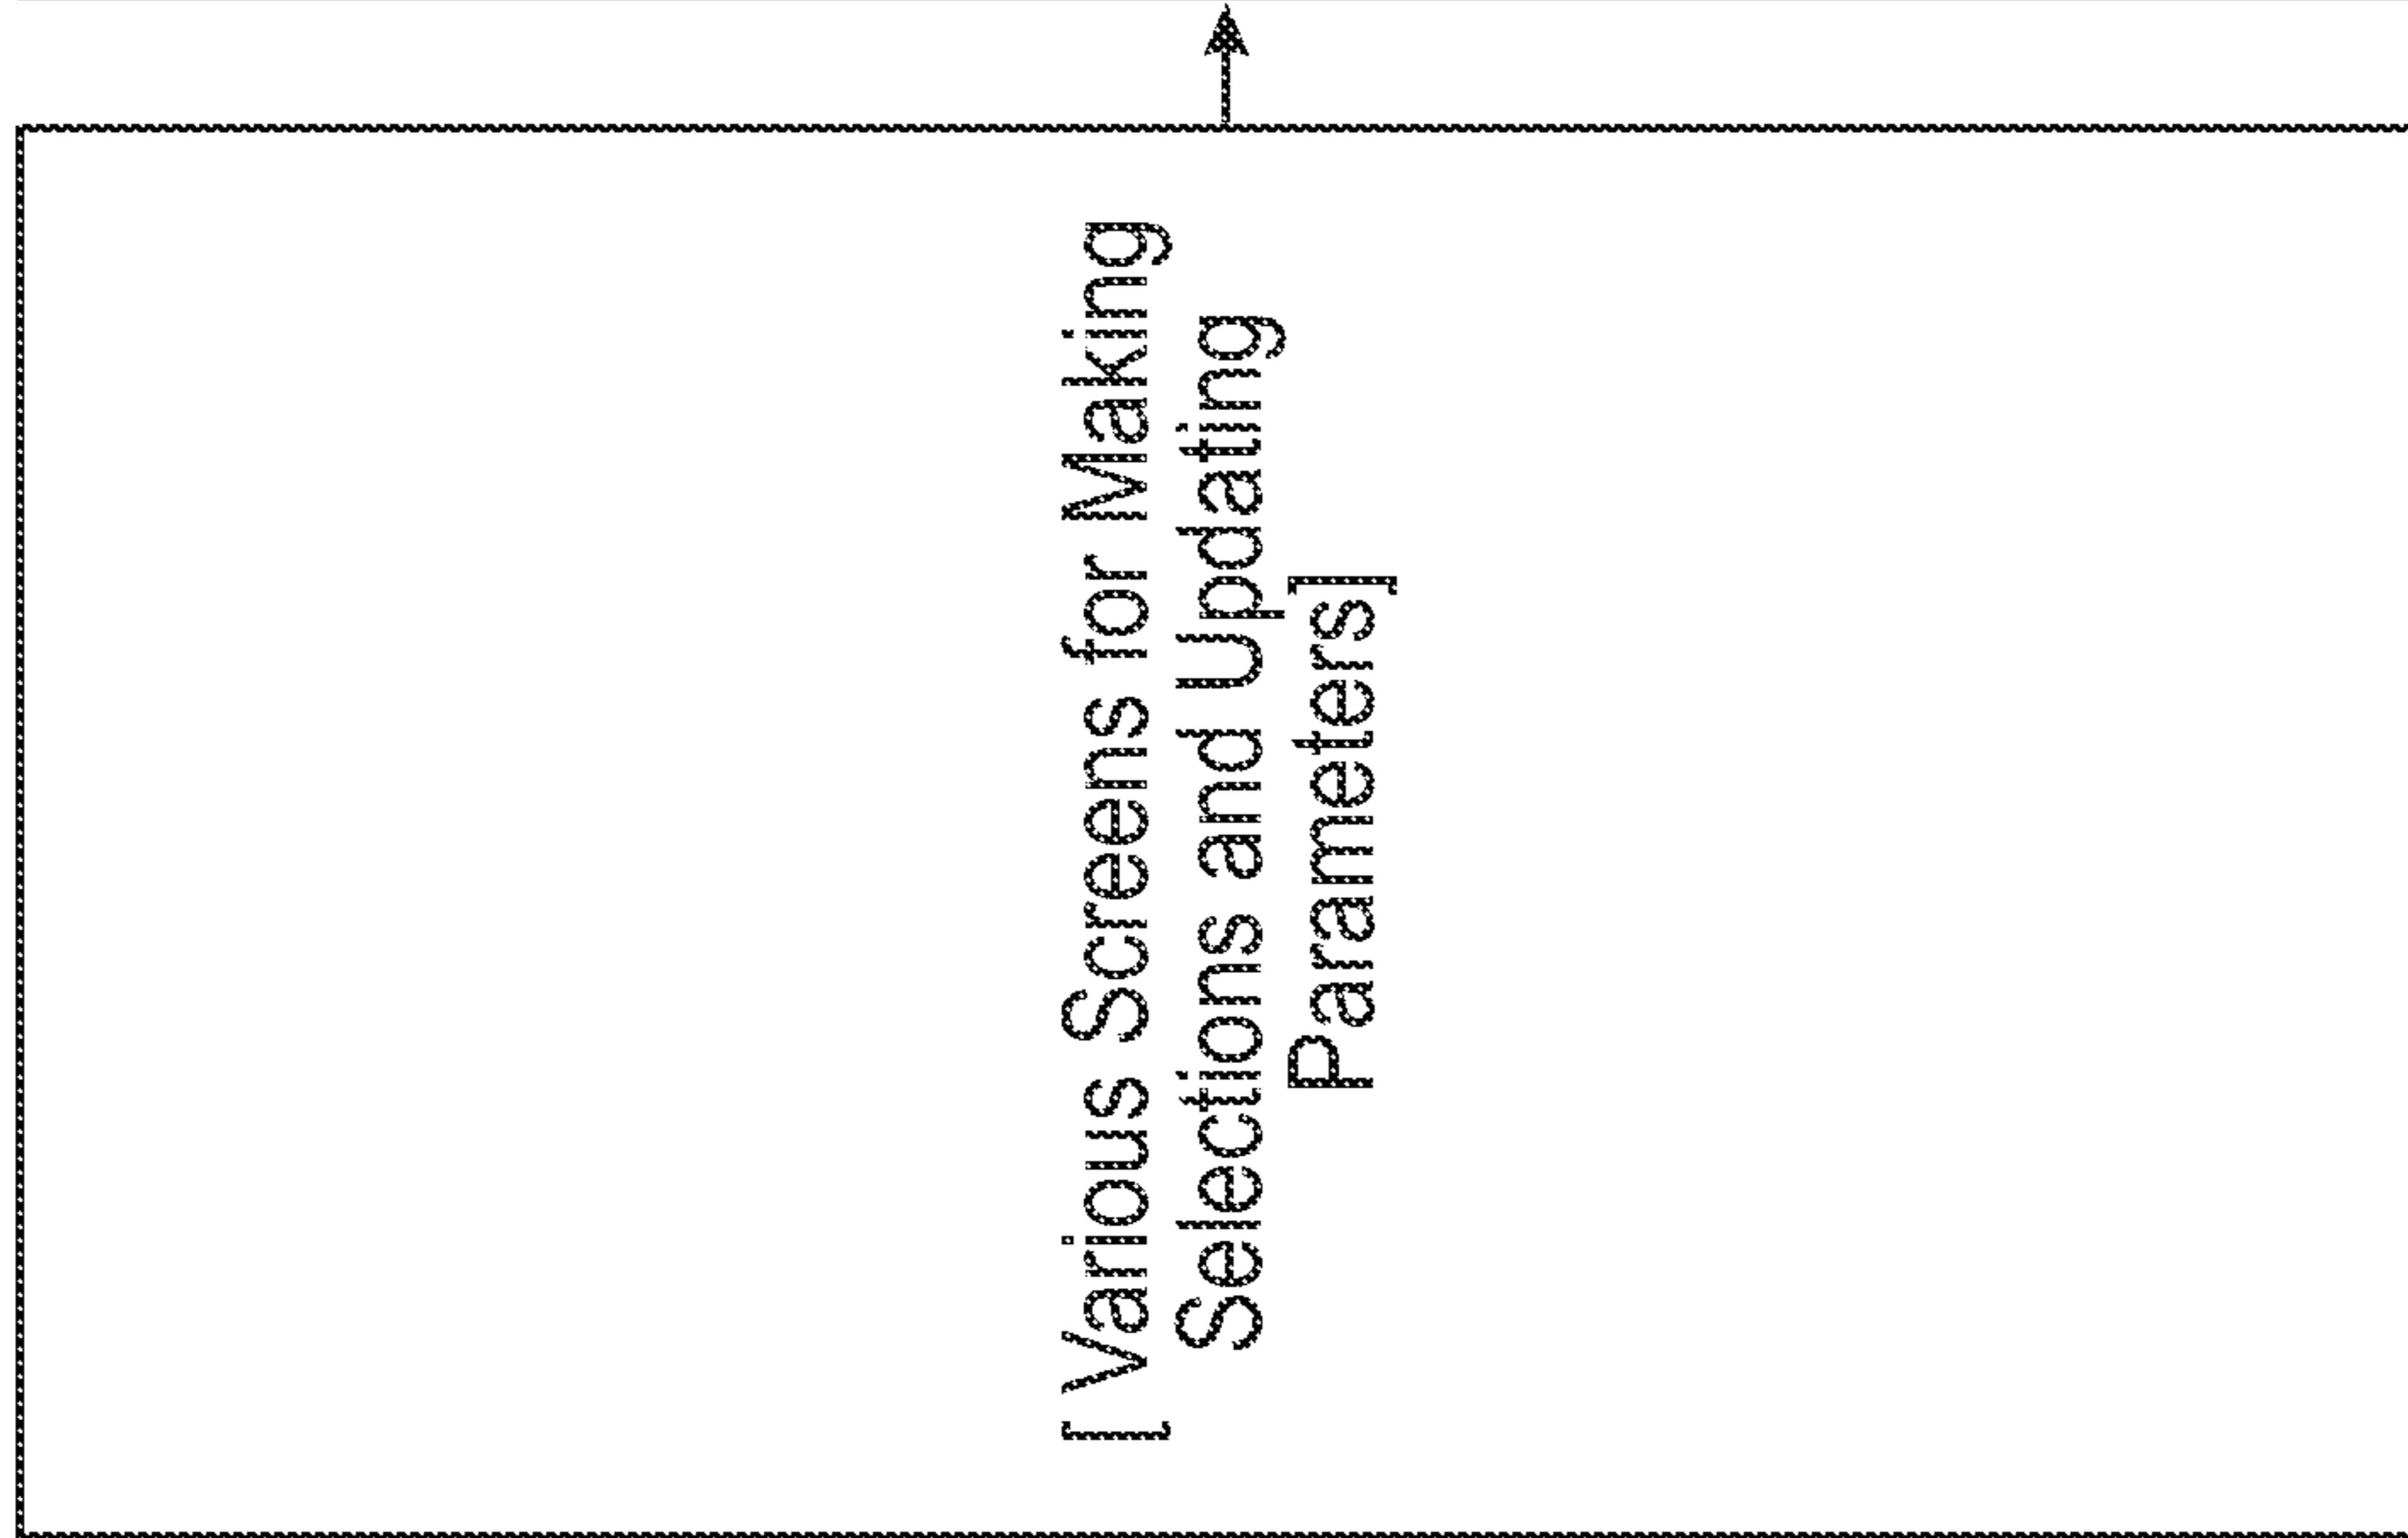 [ Various Screens for Making
Selections and Updating
Parameters]